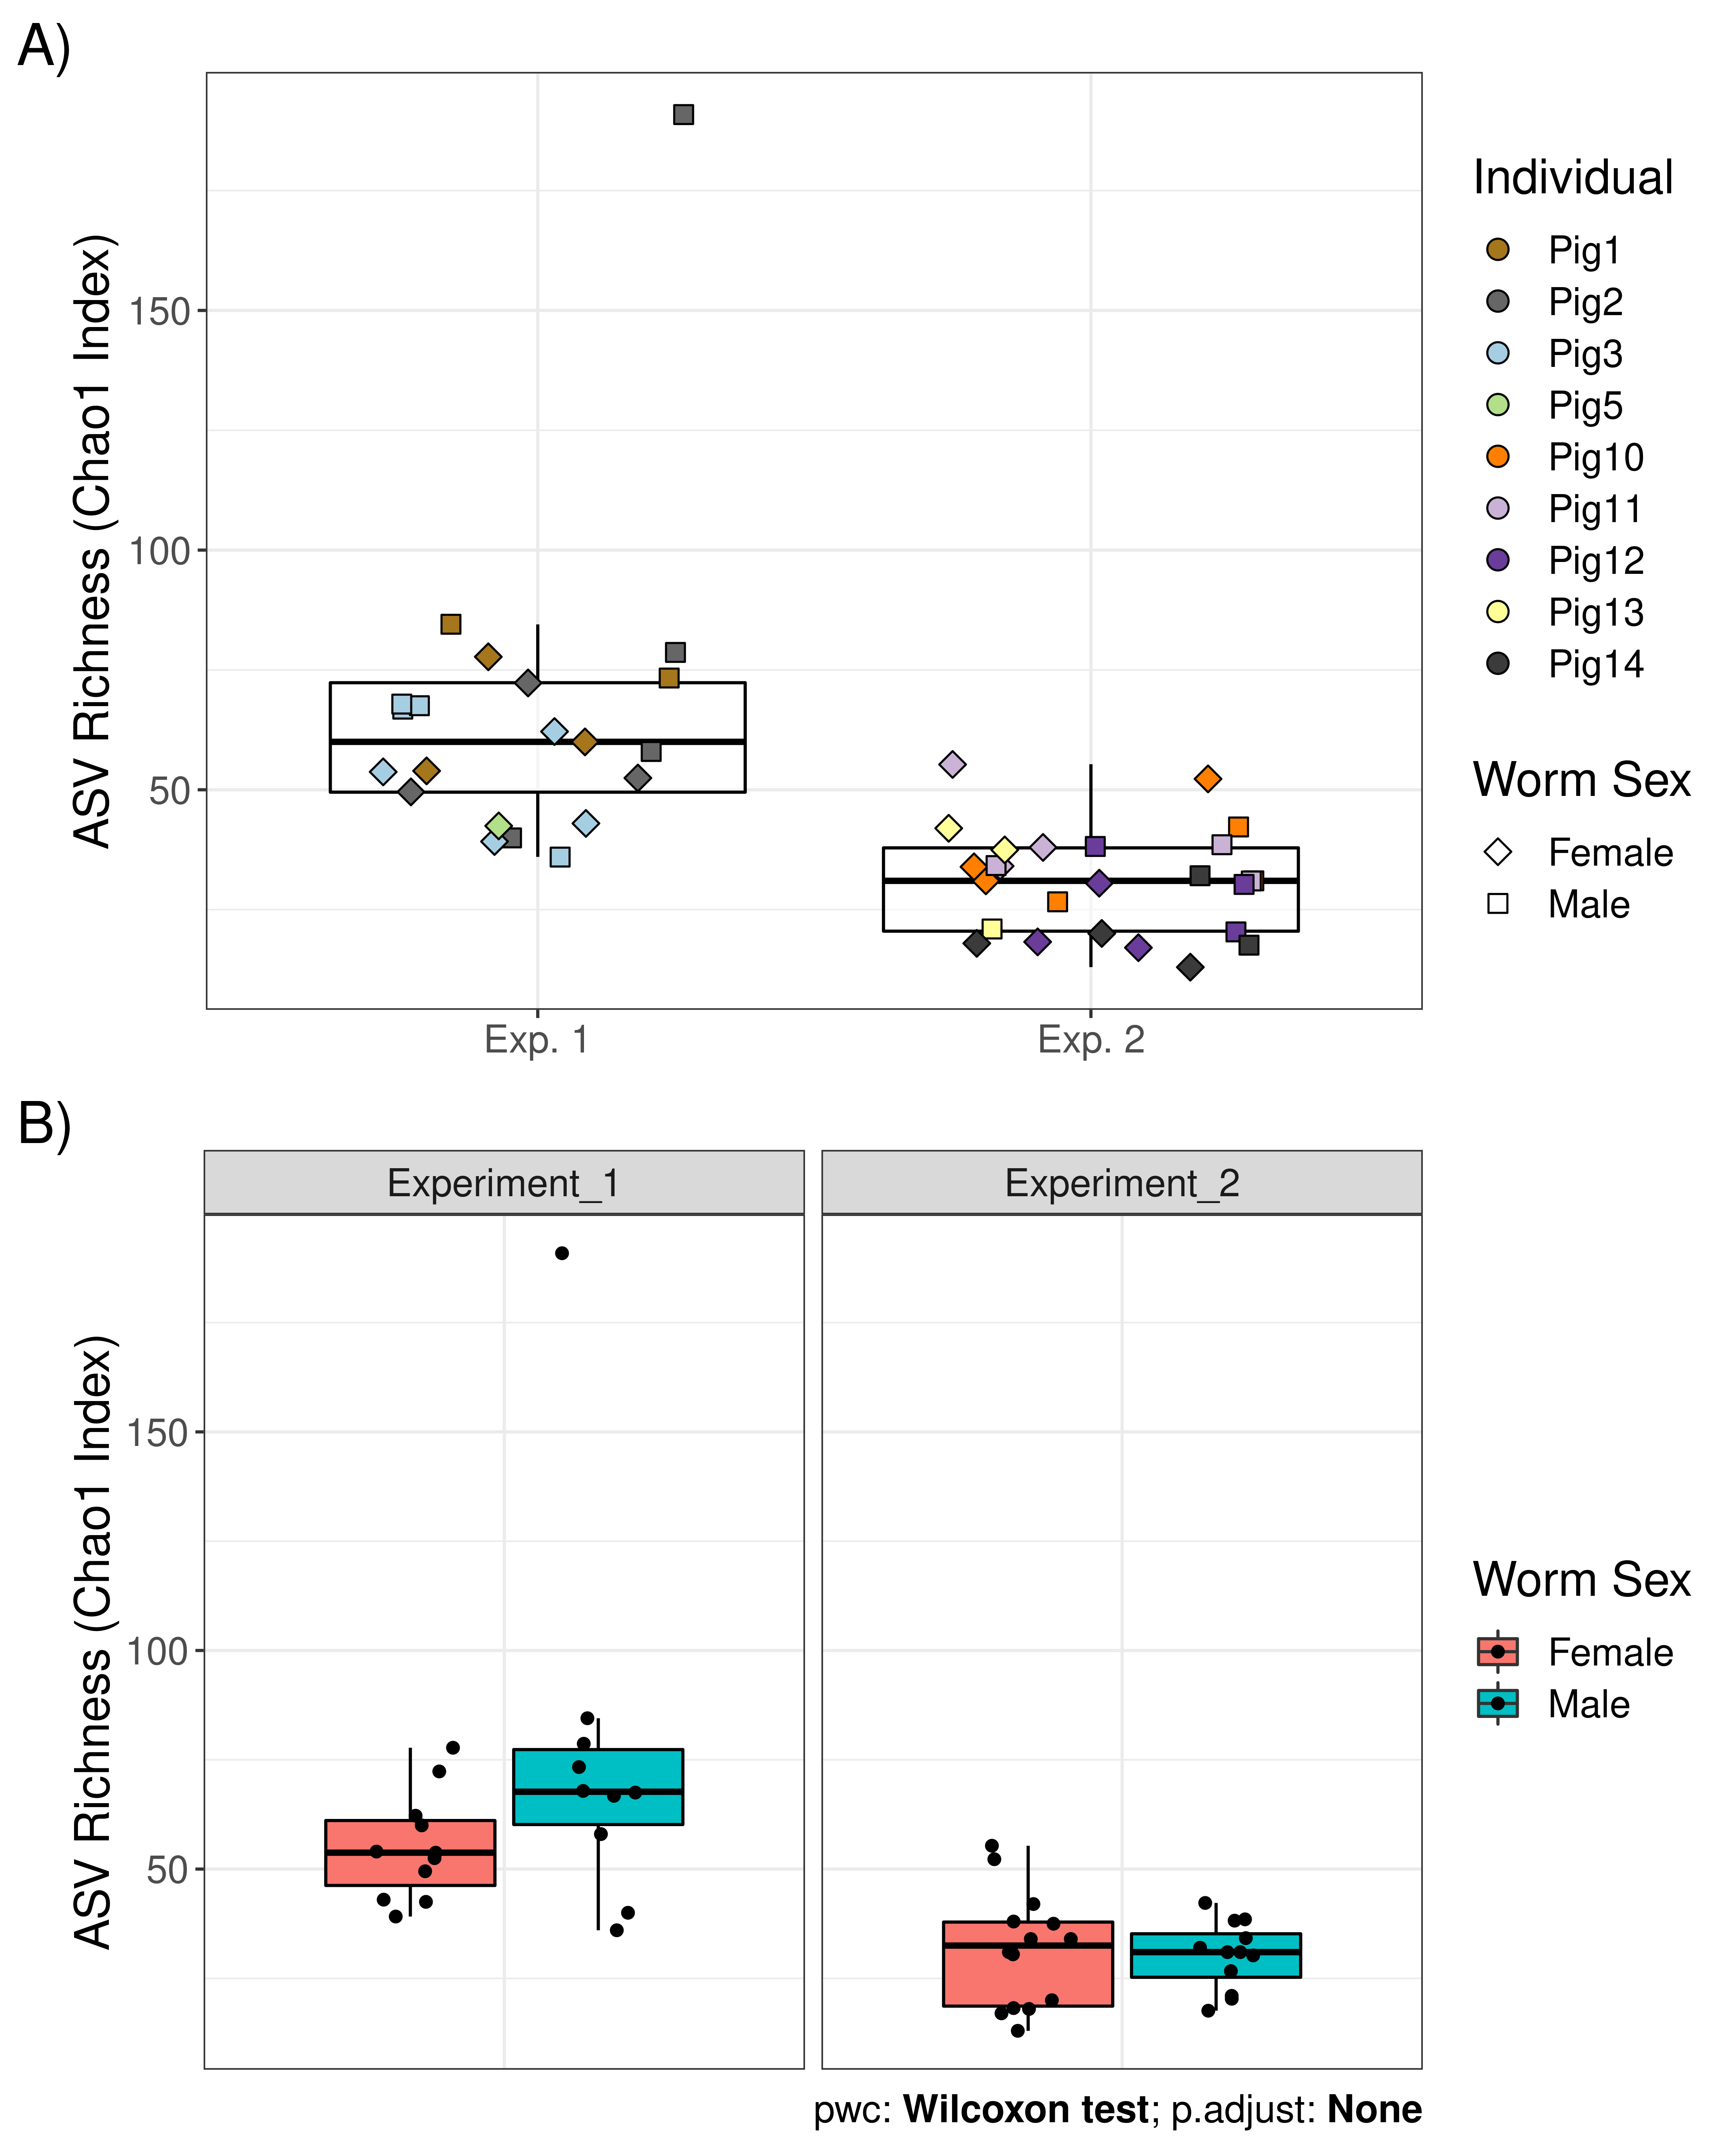 A)
ASV Richness (Chao1 Index)
150
100
50
Exp. 1
Exp. 2
Individual
Pig1
Pig2
Pig3
Pig5
Pig10
Pig11
Pig12
Pig13
Pig14
Worm Sex
Female
Male
B)
Experiment_1
Experiment_2
ASV Richness (Chao1 Index)
150
100
50
Worm Sex
Female
Male
pwc: Wilcoxon test; p.adjust: None